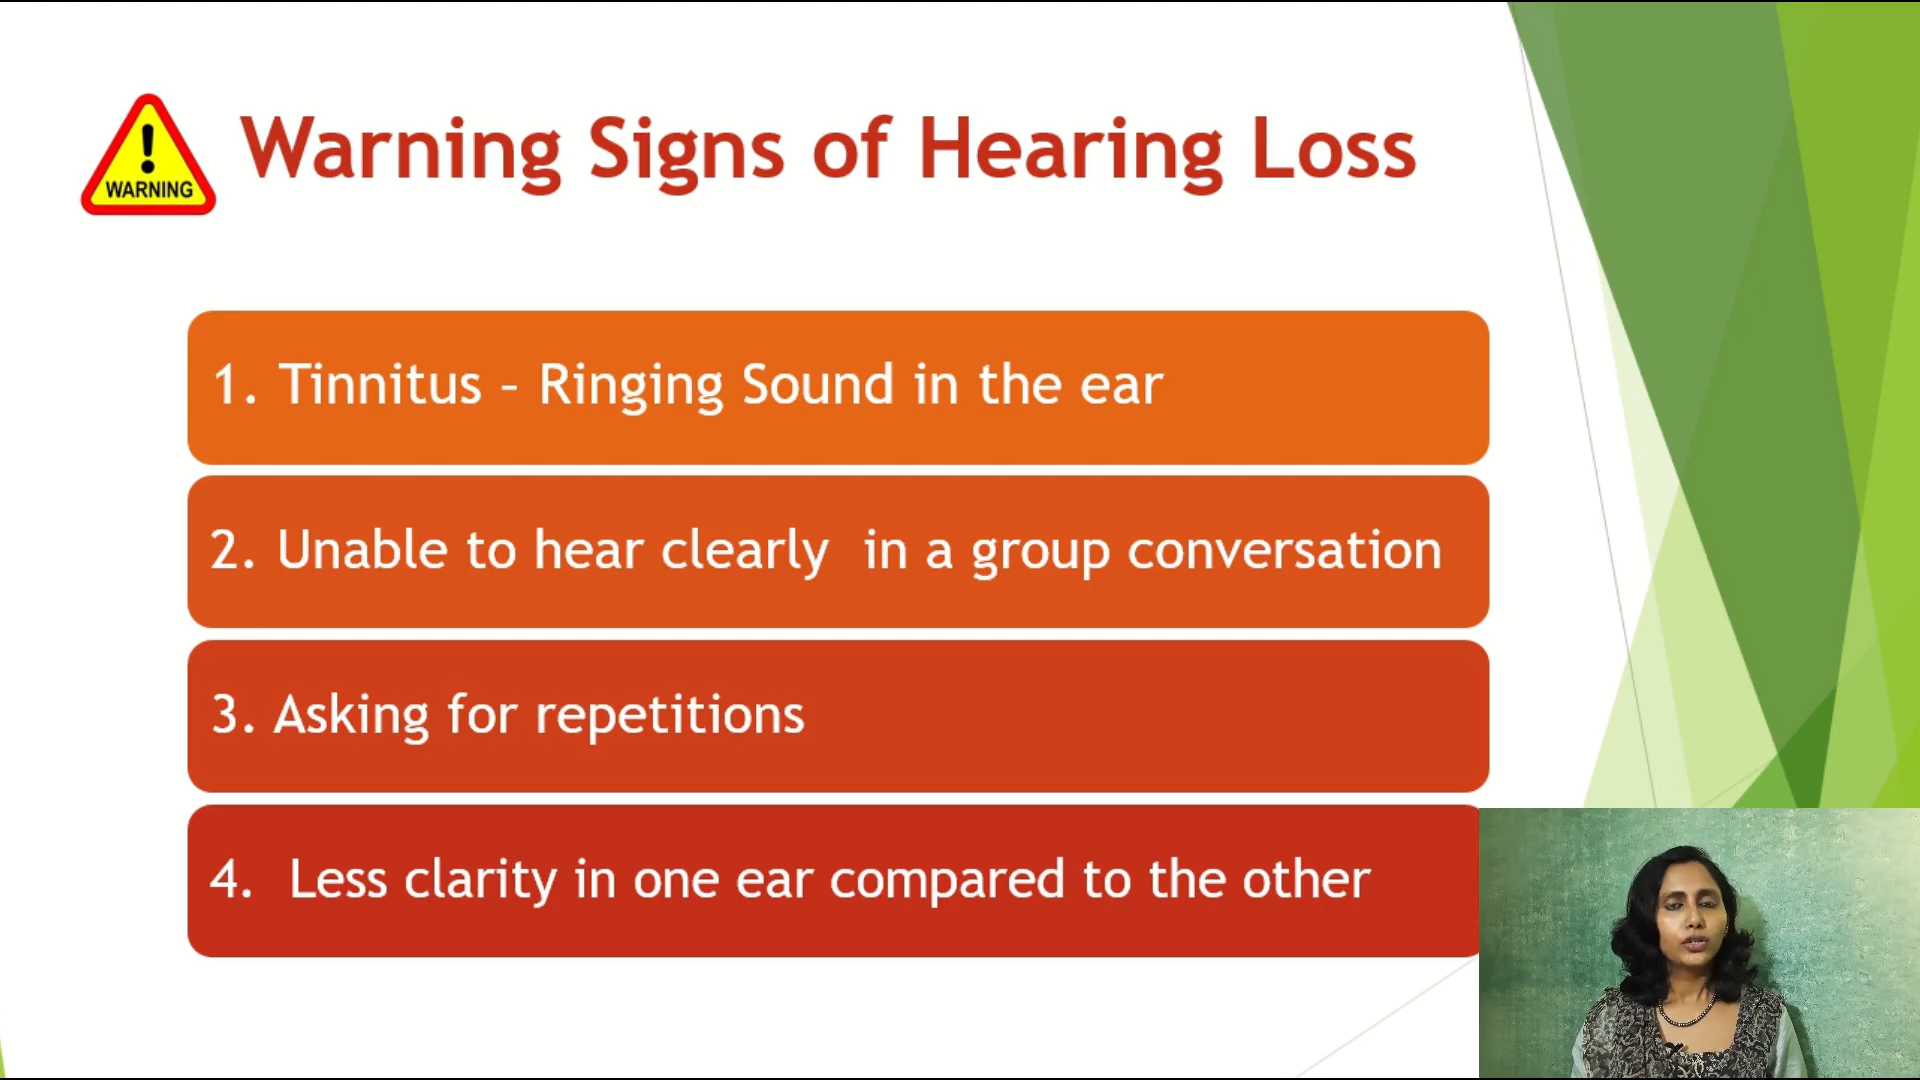 WARNING
Warning Signs of Hearing Loss
1. Tinnitus – Ringing Sound in the ear
2. Unable to hear clearly  in a group conversation
3. Asking for repetitions
4.  Less clarity in one ear compared to the other